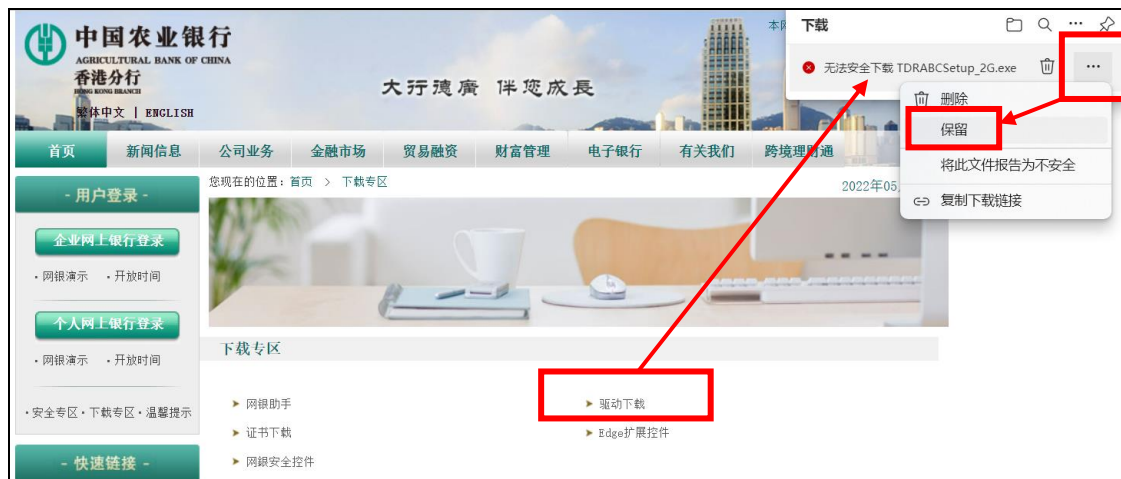 中国农业银行
AGRICULTURAL BANK OF CHINA
香港分行
HONG KONG BRANCH
繁体中文 | ENGLISH
大行德廣 伴您成長
本网
下载
无法安全下载 TDRABCSetup_2G.exe
删除
保留
将此文件报告为不安全
复制下载链接
首页 新闻信息 公司业务 金融市场 贸易融资 财富管理 电子银行 有关我们 跨境理财通
您现在的位置：首页 > 下载专区
2022年05
- 用户登录 -
企业网上银行登录
·网银演示 ·开放时间
个人网上银行登录
·网银演示 ·开放时间
·安全专区·下载专区·温馨提示
- 快速链接 -
下载专区
网银助手
驱动下载
证书下载
Edge扩展控件
网銀安全控件